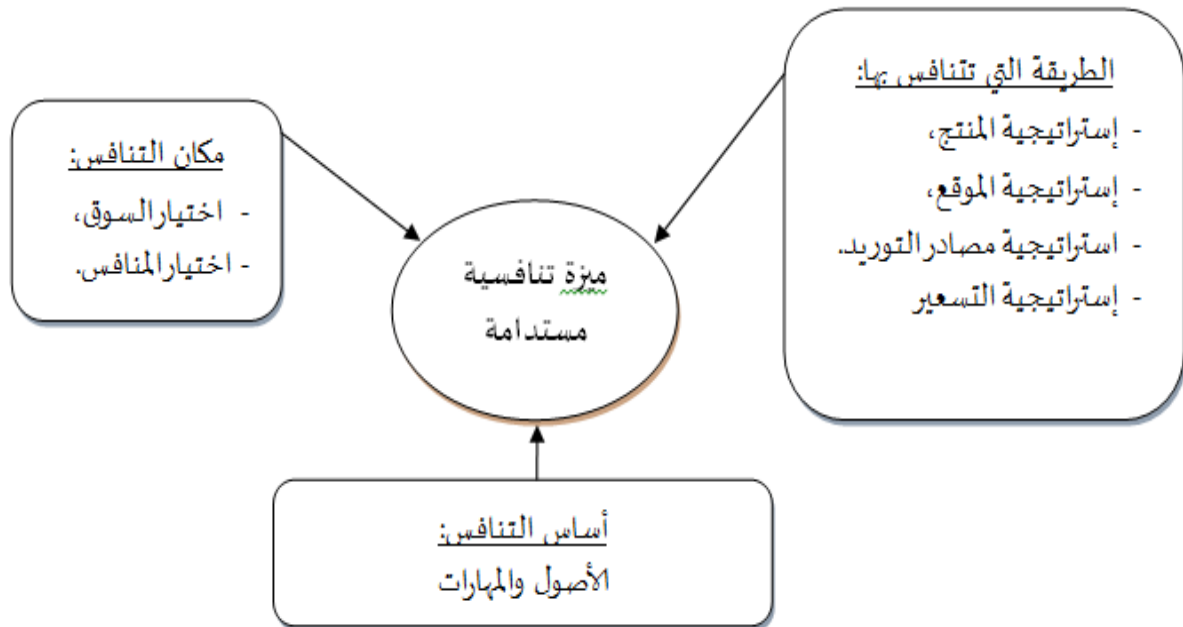 الطريقة التي تتنافس بها:
- إستراتيجية المنتج،
- إستراتيجية الموقع،
- استراتيجية مصادر التوريد.
- إستراتيجية التسعير
مكان التنافس:
- اختيار السوق،
- اختيار المنافس.
ميزة تنافسية
مستدامة
أساس التنافس:
الأصول والمهارات